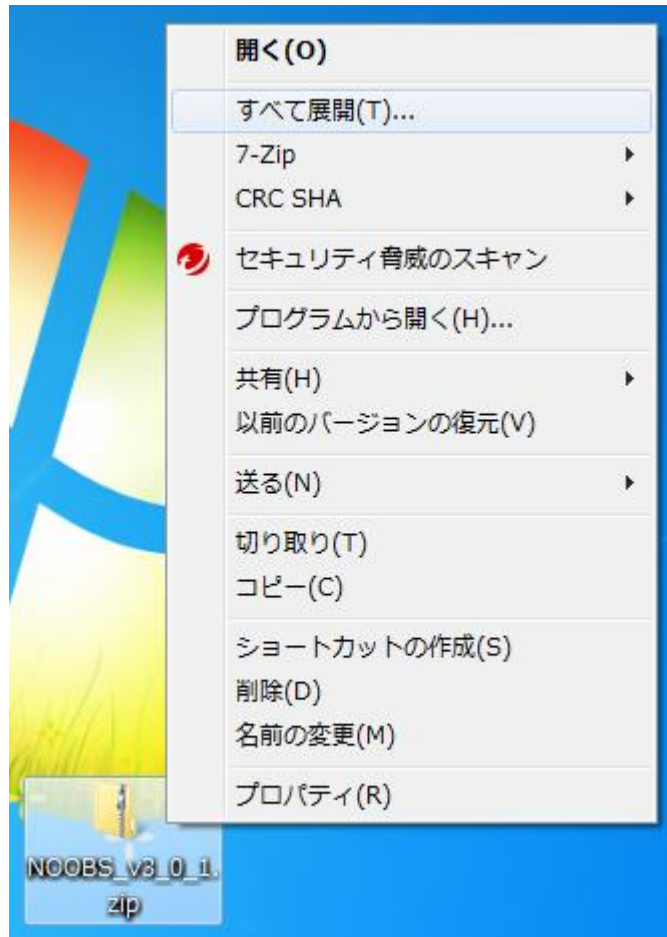 開く(O)
すべて展開(T)...
7-Zip
CRC SHA
セキュリティ脅威のスキャン
プログラムから開く(H)...
共有(H)
以前のバージョンの復元(V)
送る(N)
切り取り(T)
コピー(C)
ショートカットの作成(S)
削除(D)
名前の変更(M)
プロパティ(R)
NOOBS_v3_0_1.
zip